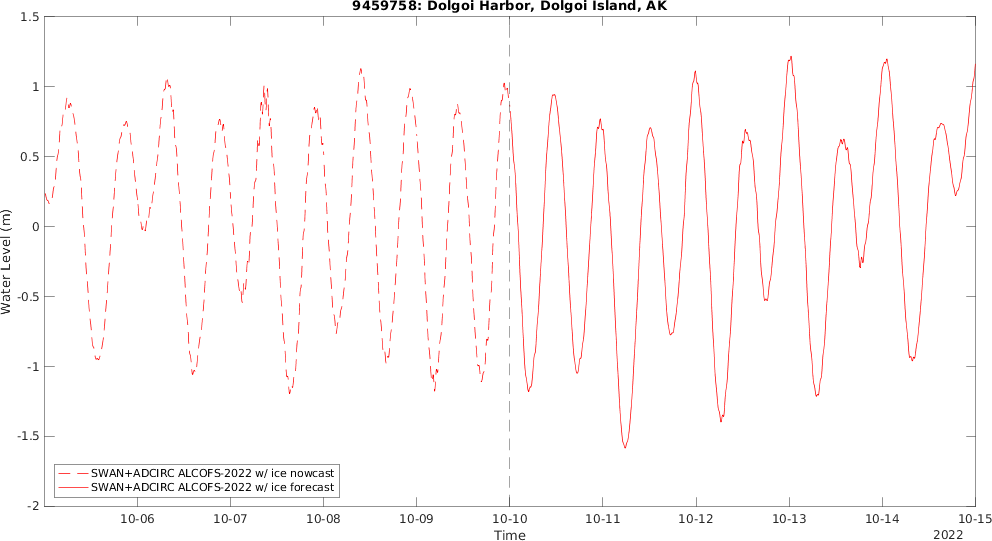 9459758: Dolgoi Harbor, Dolgoi Island, AK
1.5
1
0.5
0
-0.5
-1
-1.5
-2
Water Level (m)
SWAN+ADCIRC ALCOFS-2022 w/ ice nowcast
SWAN+ADCIRC ALCOFS-2022 w/ ice forecast
10-06 10-07 10-08 10-09 10-10 10-11 10-12 10-13 10-14 10-15
Time
2022